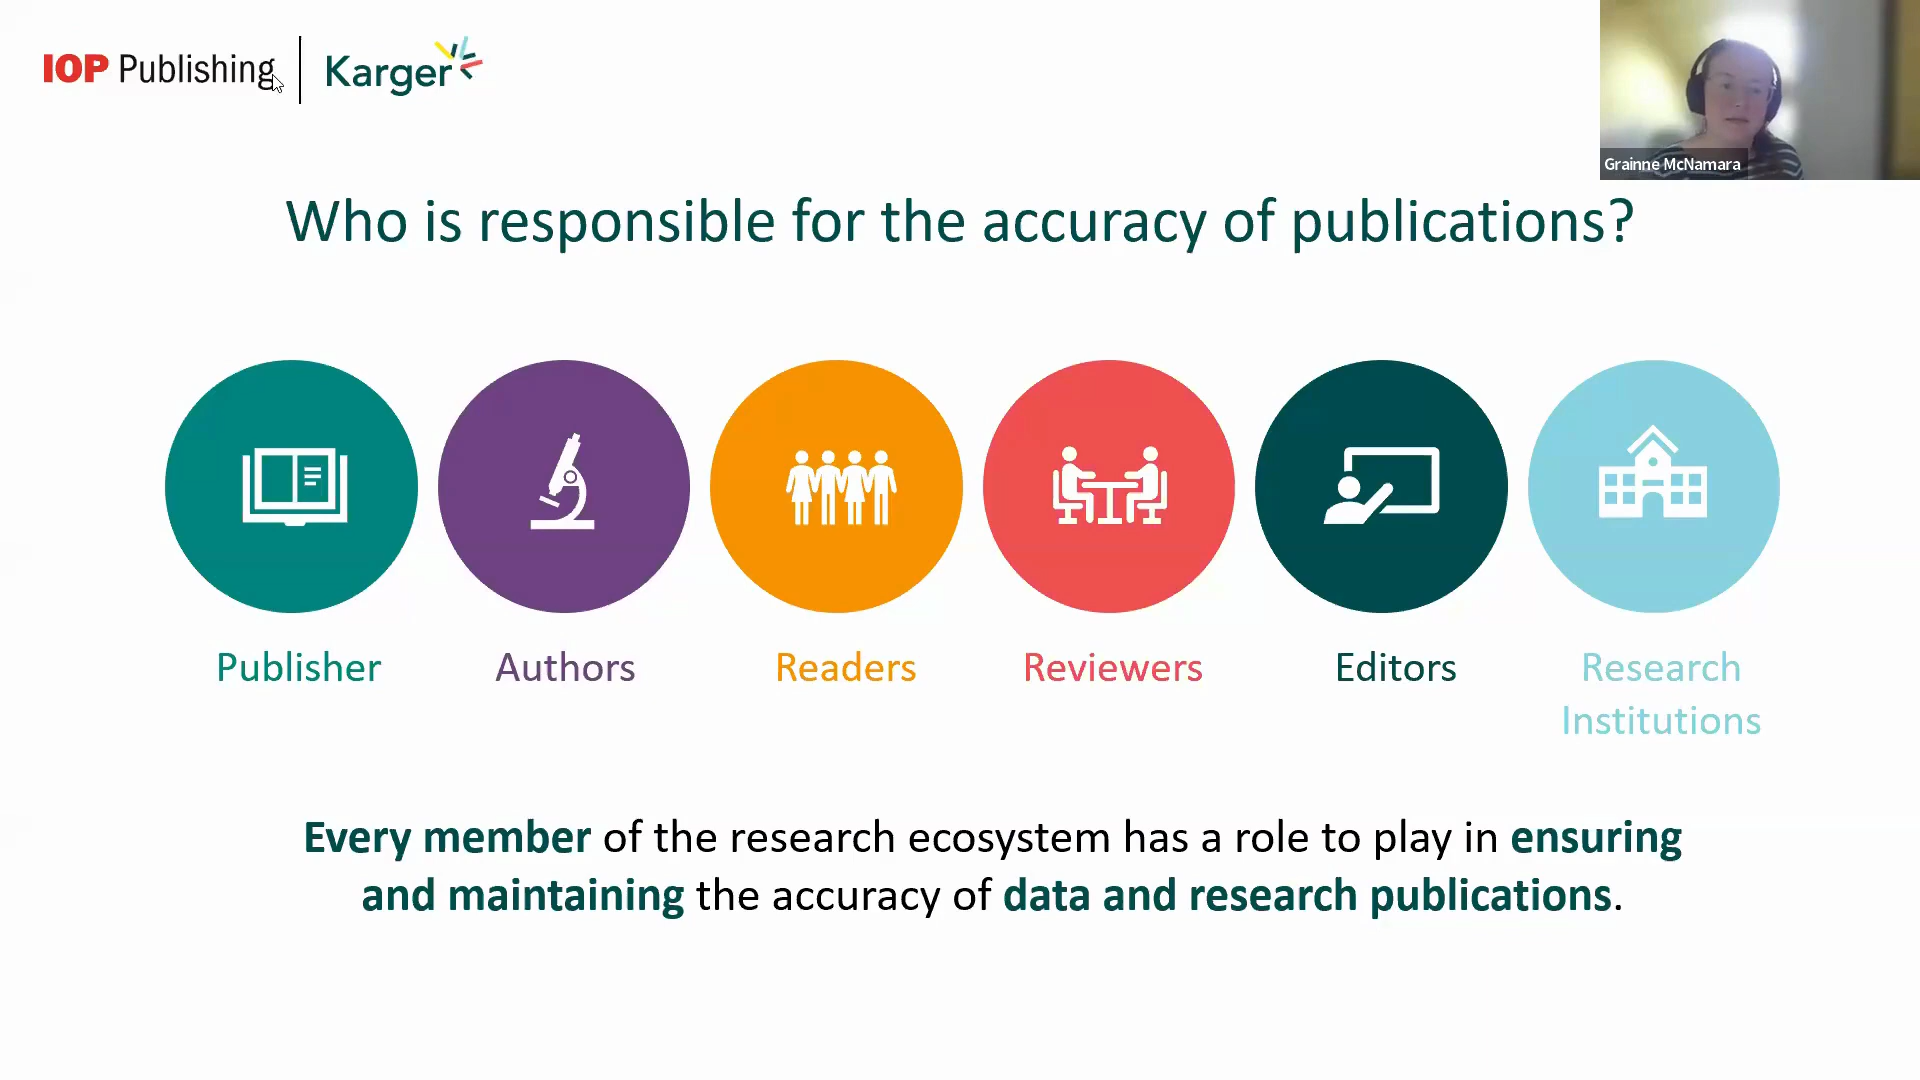 IOP Publishing
Karger
Grainne McNamara
Who is responsible for the accuracy of publications?
Publisher
Authors
Readers
Reviewers
Editors
Research
Institutions
Every member of the research ecosystem has a role to play in ensuring
and maintaining the accuracy of data and research publications.